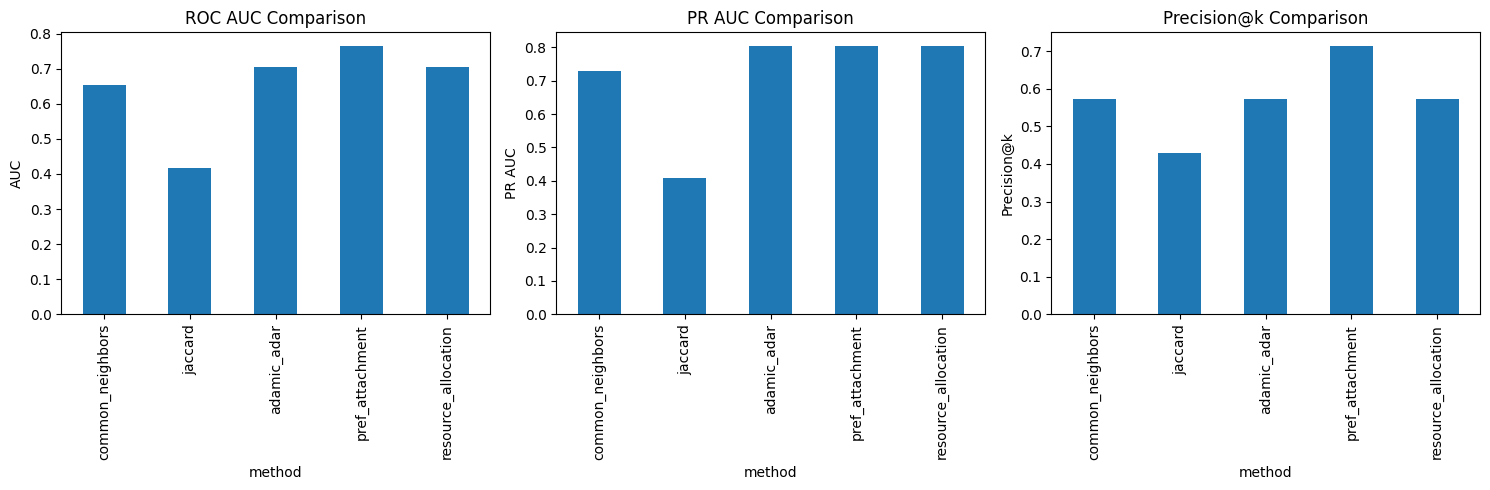 ROC AUC Comparison
AUC
0.8
0.7
0.6
0.5
0.4
0.3
0.2
0.1
0.0
common_neighbors
jaccard
adamic_adar
pref_attachment
resource_allocation
method
PR AUC Comparison
PR AUC
0.8
0.7
0.6
0.5
0.4
0.3
0.2
0.1
0.0
common_neighbors
jaccard
adamic_adar
pref_attachment
resource_allocation
method
Precision@k Comparison
Precision@k
0.7
0.6
0.5
0.4
0.3
0.2
0.1
0.0
common_neighbors
jaccard
adamic_adar
pref_attachment
resource_allocation
method